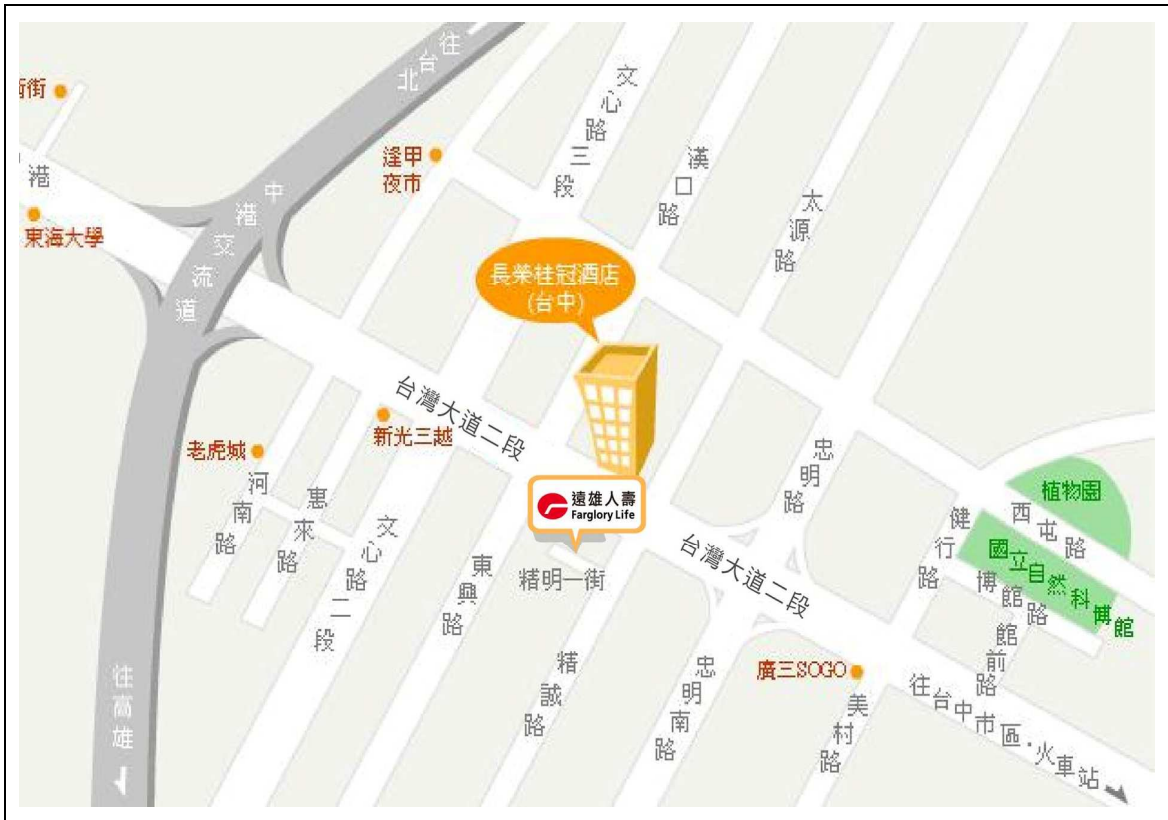 往台北
街
中港交流道
港
東海大學
逢甲
夜市
文心路三段
漢口路
太源路
長榮桂冠酒店
(台中)
台灣大道二段
新光三越
老虎城
河南路
惠來路
文心路二段
東興路
遠雄人壽
Farglory Life
精明一街
精誠路
台灣大道二段
忠明路
忠明南路
健行路
植物園
西屯路
國立自然科博館
博館路
館前路
廣三SOGO
美村路
往台中市區·火車站
往高雄